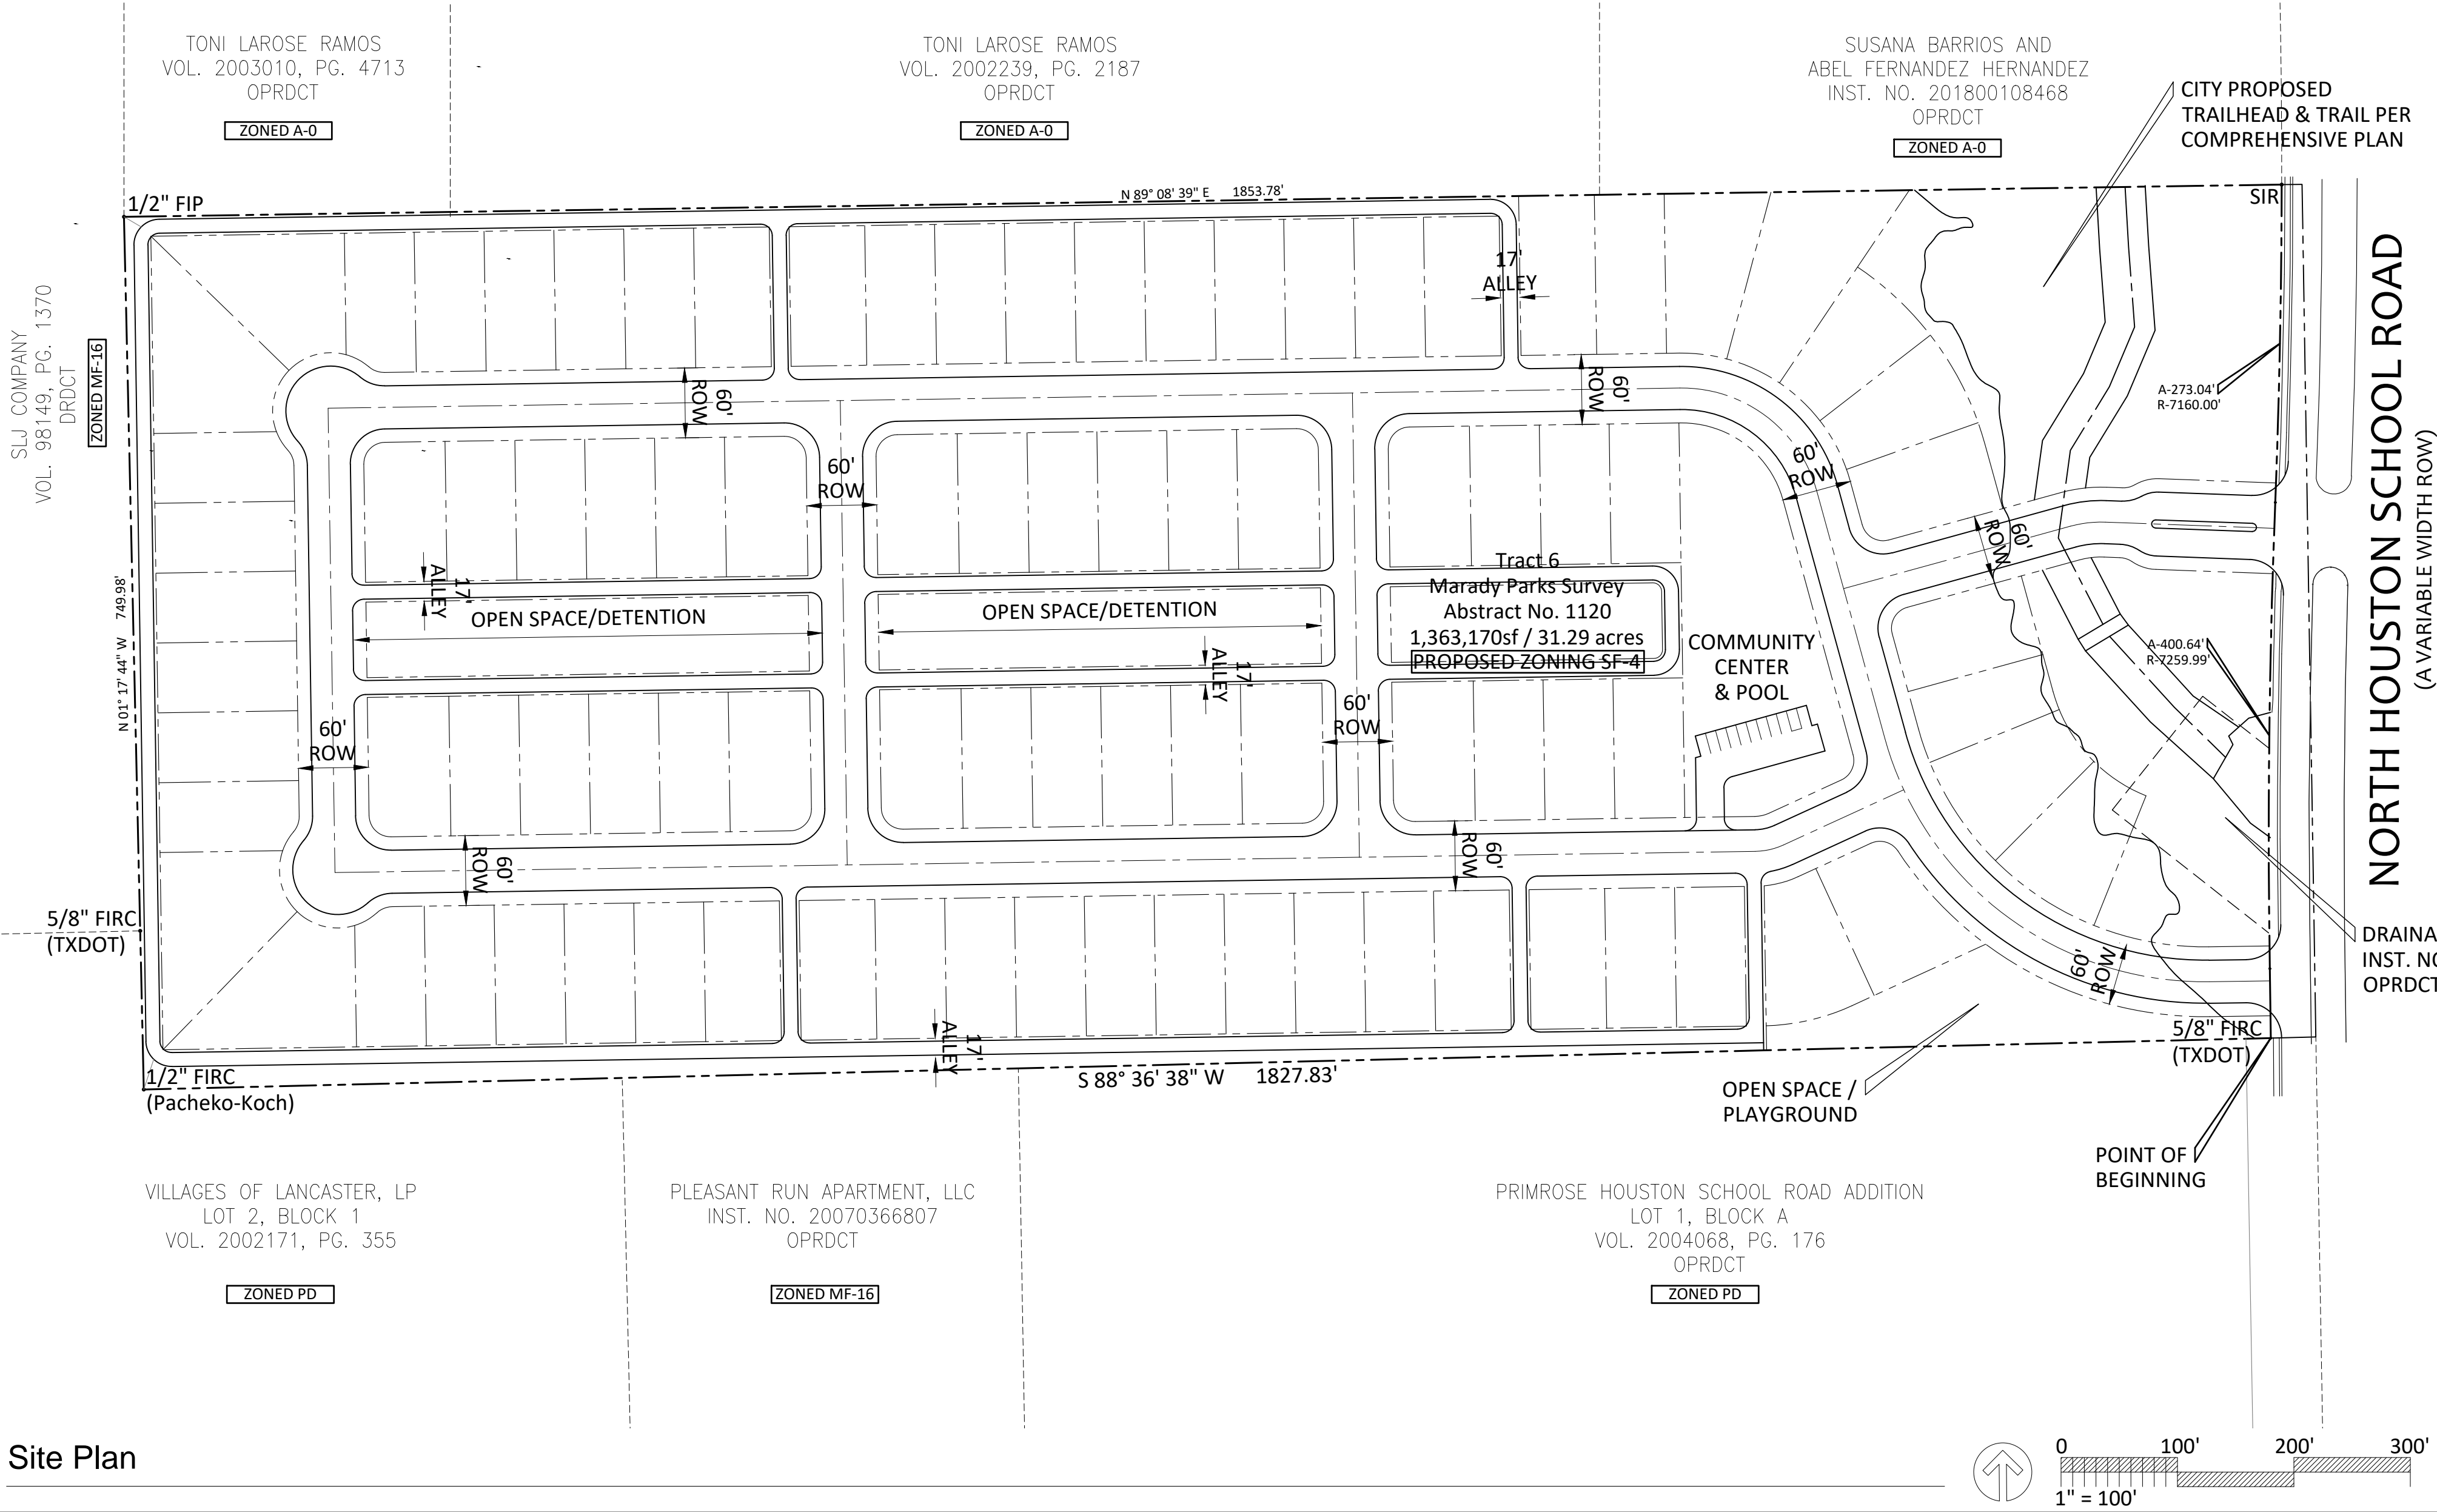 TONI LAROSE RAMOS
VOL. 2003010, PG. 4713
OPRDCT
ZONED A-0
TONI LAROSE RAMOS
VOL. 2002239, PG. 2187
OPRDCT
ZONED A-0
SUSANA BARRIOS AND
ABEL FERNANDEZ HERNANDEZ
INST. NO. 201800108468
OPRDCT
ZONED A-0
CITY PROPOSED
TRAILHEAD & TRAIL PER
COMPREHENSIVE PLAN
1/2" FIP
N 89° 08' 39" E 1853.78'
SIR
SLJ COMPANY
VOL. 98149, PG. 1370
DRDCT
ZONED MF-16
N 01° 17' 44" W 749.98'
17'
ALLEY
60'
ROW
60'
ROW
60'
ROW
60'
ROW
60'
ROW
A-273.04'
R-7160.00'
NORTH HOUSTON SCHOOL ROAD
(A VARIABLE WIDTH ROW)
17'
ALLEY
OPEN SPACE/DETENTION
OPEN SPACE/DETENTION
17'
ALLEY
Tract 6
Marady Parks Survey
Abstract No. 1120
1,363,170sf / 31.29 acres
PROPOSED ZONING SF-4
COMMUNITY
CENTER
& POOL
A-400.64'
R-7259.99'
60'
ROW
60'
ROW
60'
ROW
60'
ROW
60'
ROW
5/8" FIRC
(TXDOT)
DRAINA
INST. NO
OPRDCT
17'
ALLEY
1/2" FIRC
(Pacheko-Koch)
S 88° 36' 38" W 1827.83'
5/8" FIRC
(TXDOT)
OPEN SPACE /
PLAYGROUND
POINT OF
BEGINNING
VILLAGES OF LANCASTER, LP
LOT 2, BLOCK 1
VOL. 2002171, PG. 355
ZONED PD
PLEASANT RUN APARTMENT, LLC
INST. NO. 20070366807
OPRDCT
ZONED MF-16
PRIMROSE HOUSTON SCHOOL ROAD ADDITION
LOT 1, BLOCK A
VOL. 2004068, PG. 176
OPRDCT
ZONED PD
Site Plan
0 100' 200' 300'
1" = 100'